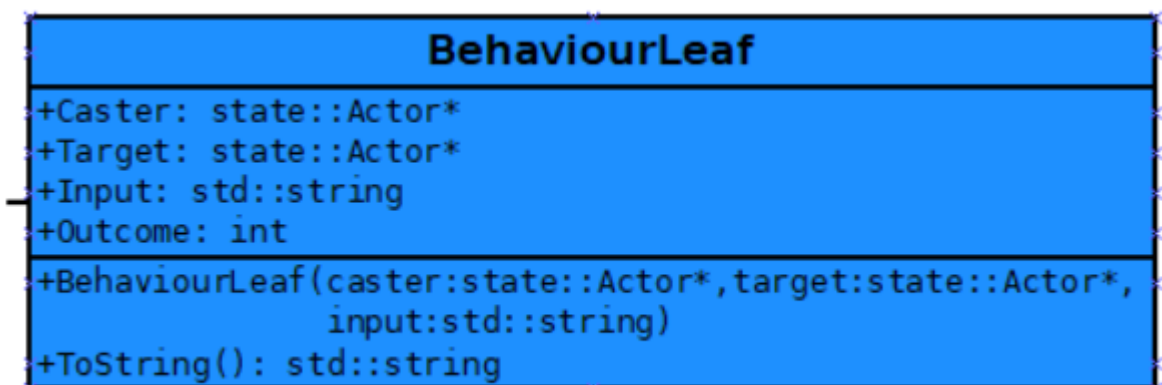 BehaviourLeaf
+Caster: state::Actor*
+Target: state::Actor*
+Input: std::string
+Outcome: int
+BehaviourLeaf(caster:state::Actor*,target:state::Actor*,
input:std::string)
+ToString(): std::string